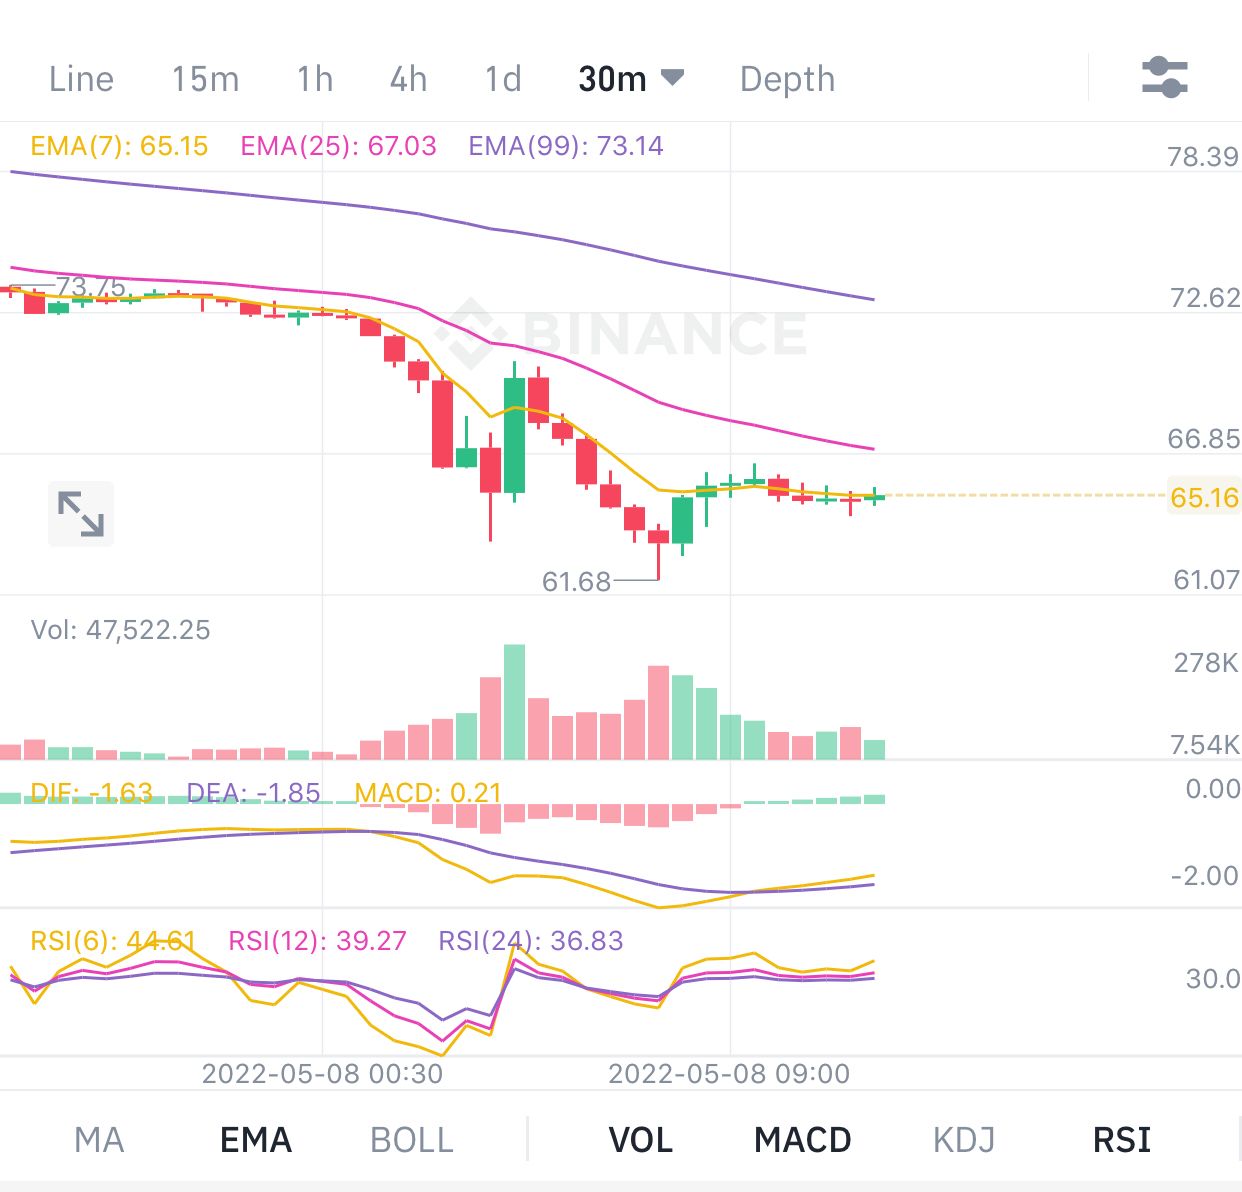 Line 15m 1h 4h 1d 30m Depth
EMA(7): 65.15 EMA(25): 67.03 EMA(99): 73.14
78.39
73.75
72.62
BINANCE
66.85
65.16
61.68
61.07
Vol: 47,522.25
278K
7.54K
DIF: -1.63 DEA: -1.85 MACD: 0.21
0.00
-2.00
RSI(6): 44.61 RSI(12): 39.27 RSI(24): 36.83
30.0
2022-05-08 00:30 2022-05-08 09:00
MA EMA BOLL VOL MACD KDJ RSI